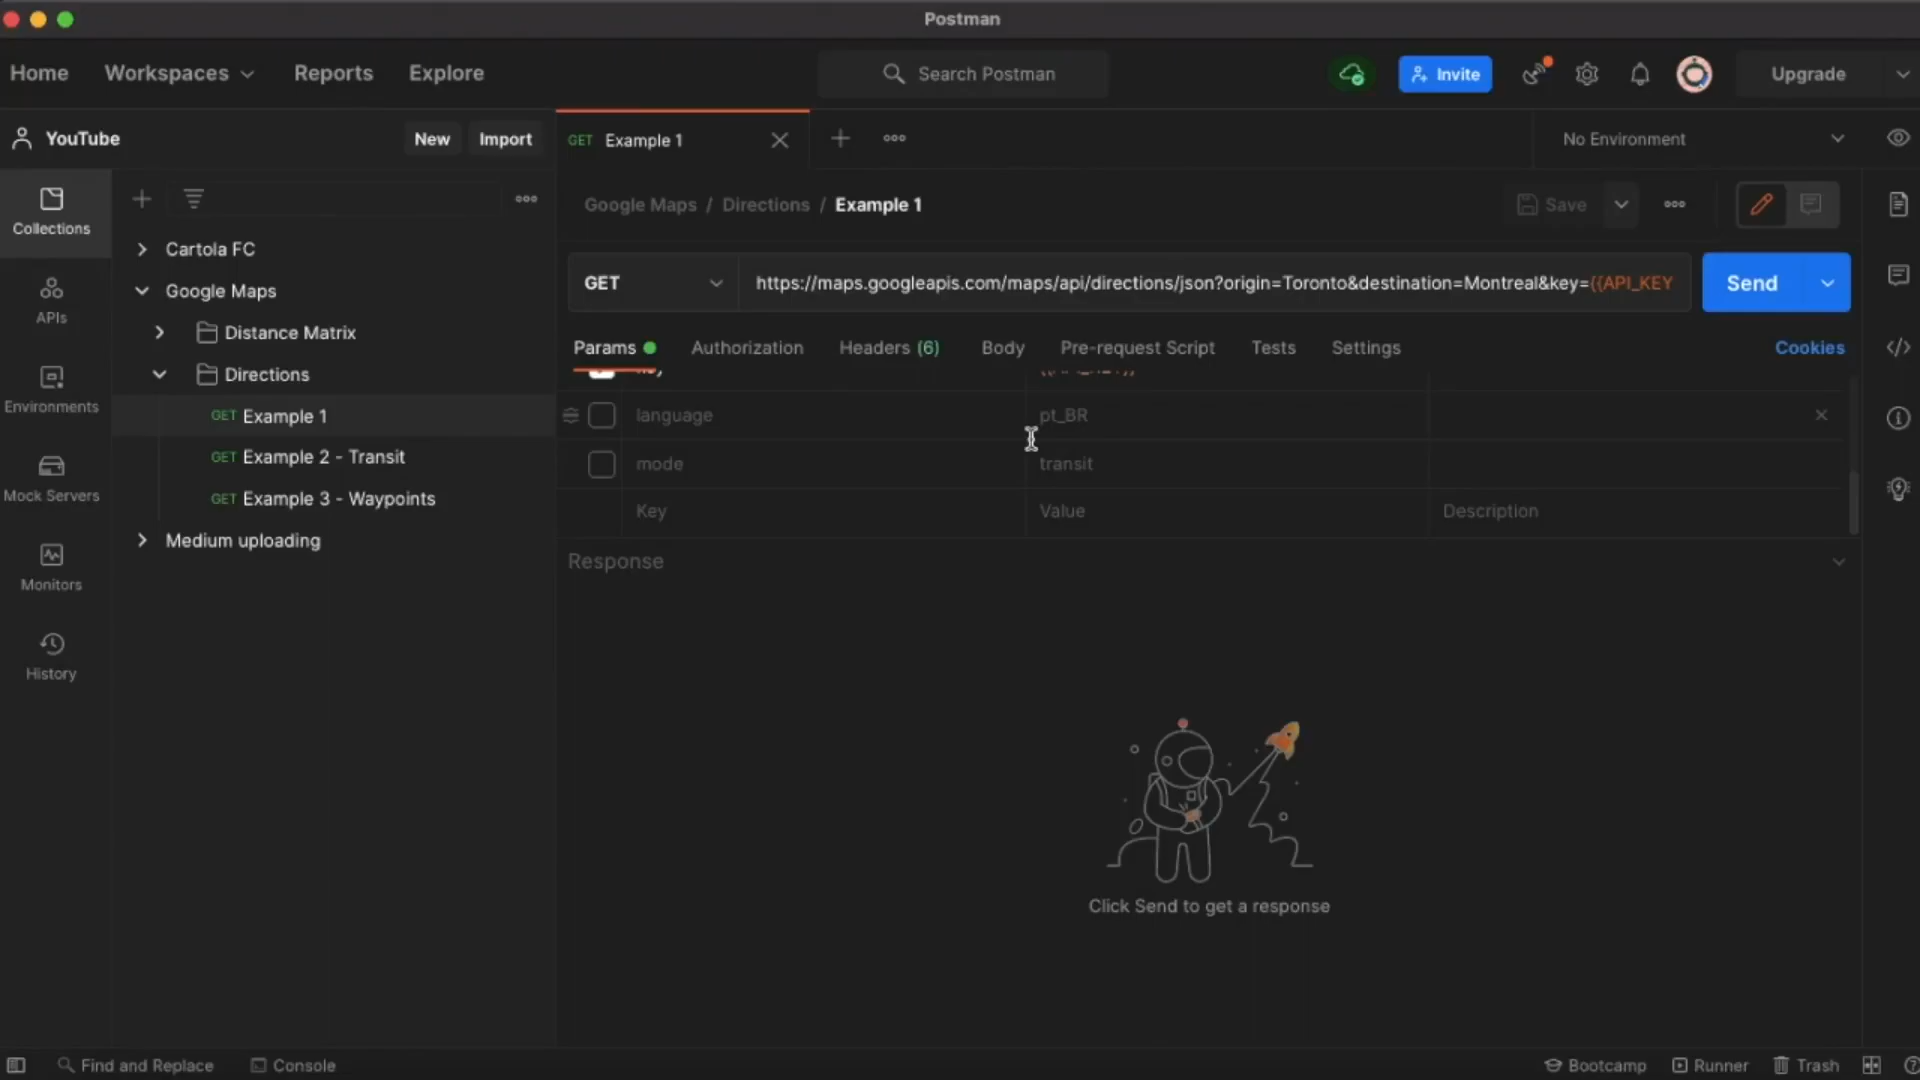 Postman
Home Workspaces Reports Explore Search Postman Invite Upgrade
YouTube New Import GET Example 1 No Environment
Google Maps / Directions / Example 1 Save
GET https://maps.googleapis.com/maps/api/directions/json?origin=Toronto&destination=Montreal&key={{API_KEY Send
Params Authorization Headers (6) Body Pre-request Script Tests Settings Cookies
language pt_BR
mode transit
Key Value Description
Response
Click Send to get a response
Collections
APIs
Environments
Mock Servers
Monitors
History
Cartola FC
Google Maps
Distance Matrix
Directions
GET Example 1
GET Example 2 - Transit
GET Example 3 - Waypoints
Medium uploading
Find and Replace Console Bootcamp Runner Trash